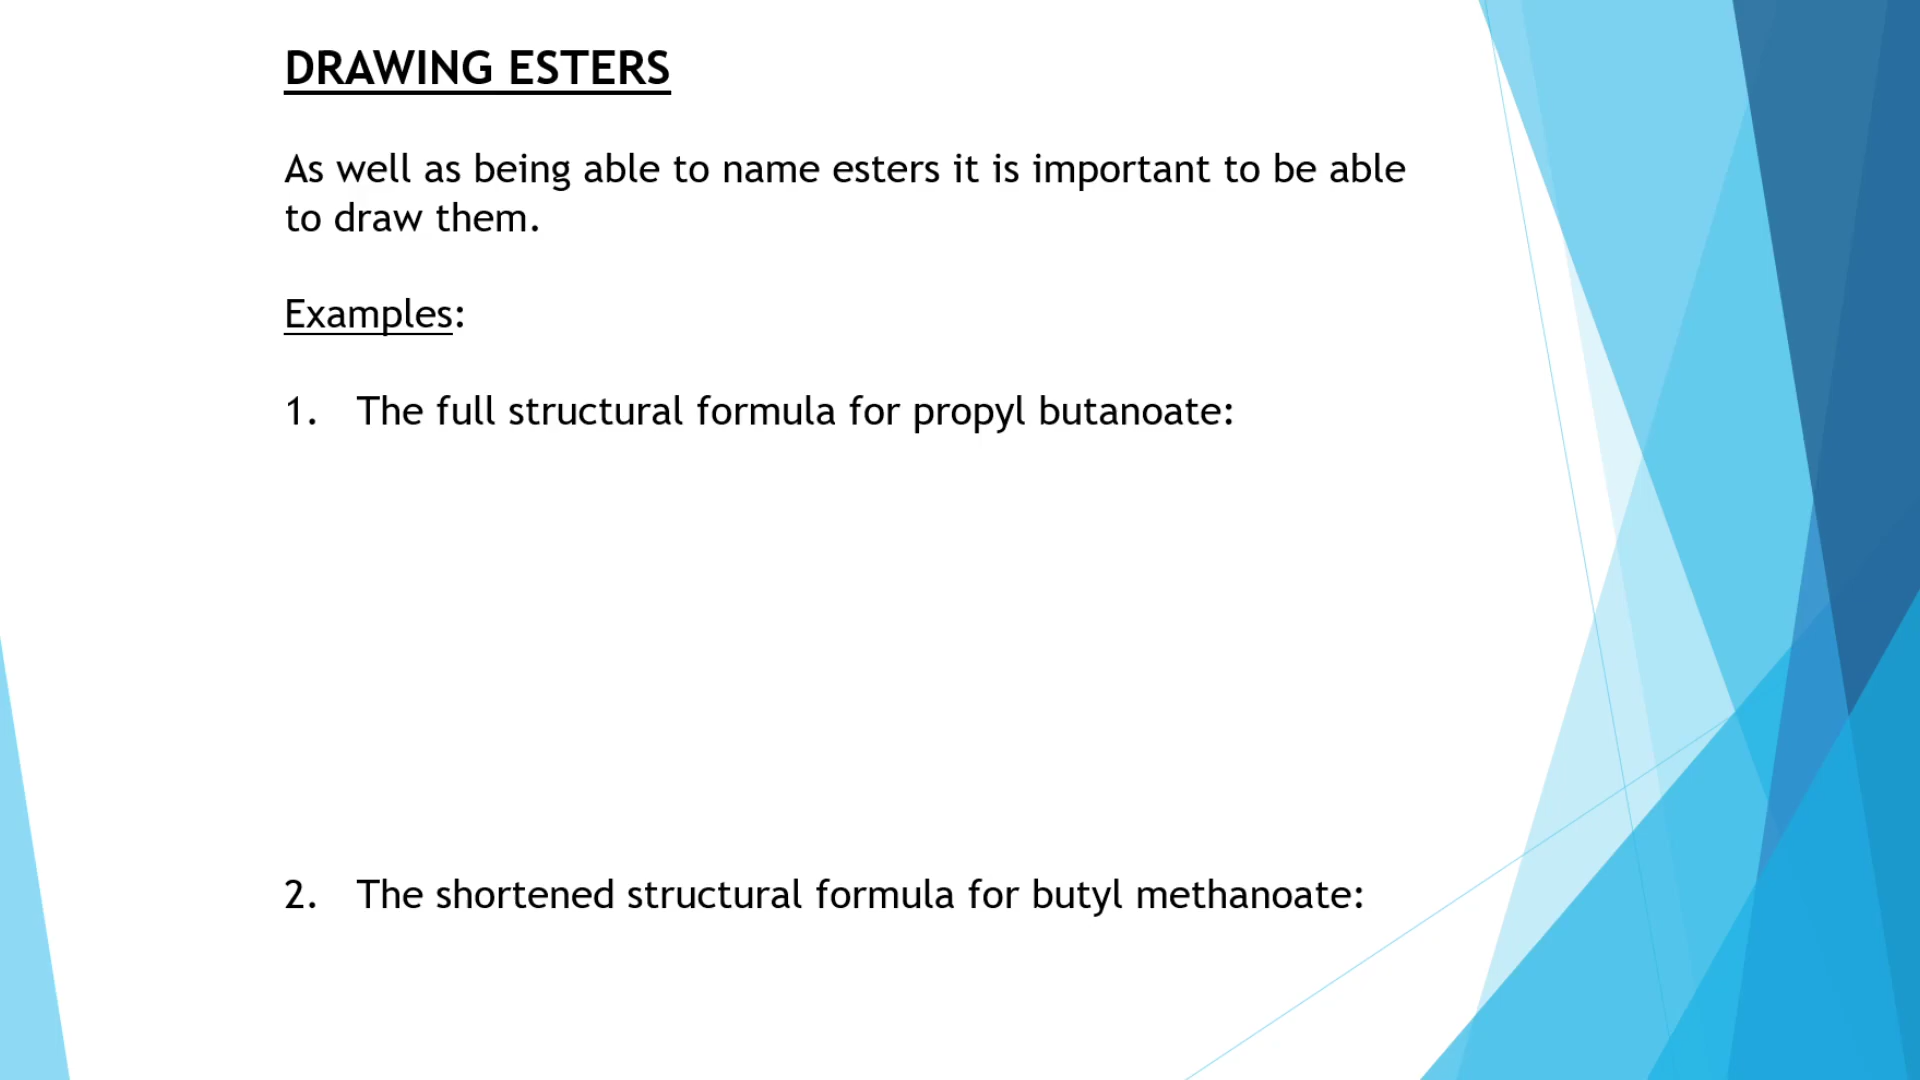 DRAWING ESTERS
As well as being able to name esters it is important to be able
to draw them.
Examples:
1. The full structural formula for propyl butanoate:
2. The shortened structural formula for butyl methanoate: